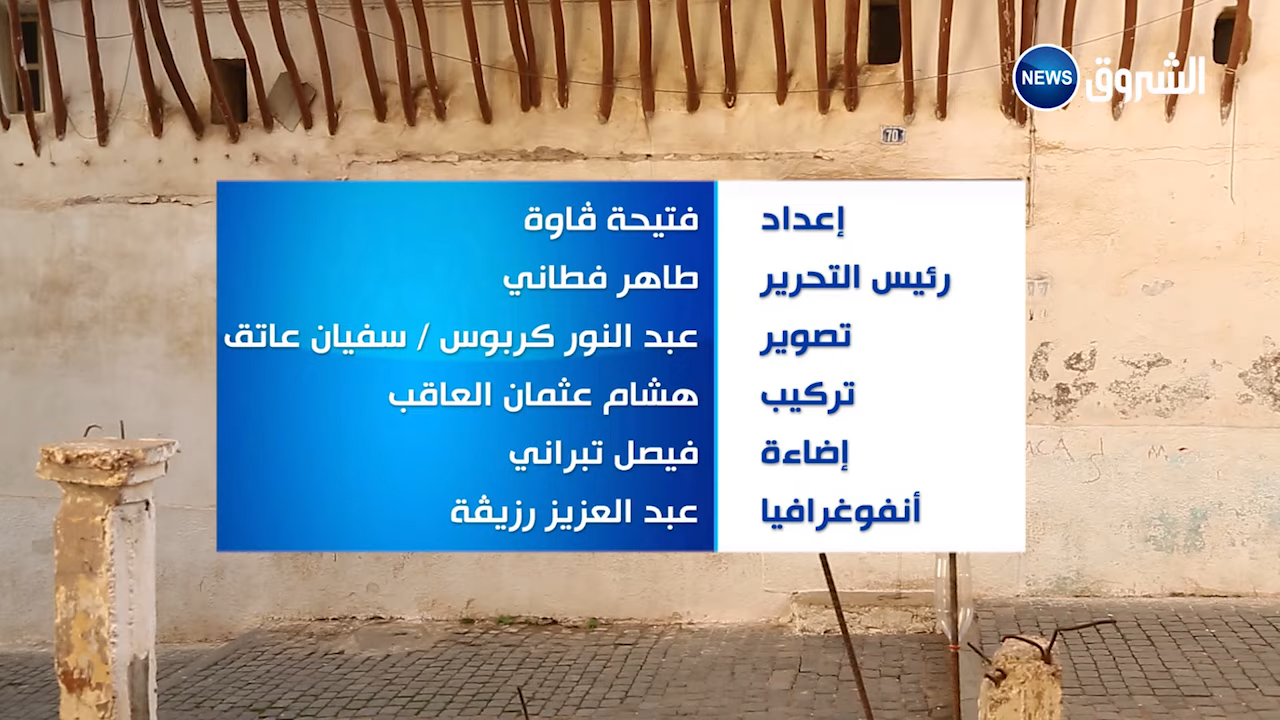 NEWS الشروق
70
إعداد فتيحة ڤاوة
رئيس التحرير طاهر فطاني
تصوير عبد النور كربوس / سفيان عاتق
تركيب هشام عثمان العاقب
إضاءة فيصل تبراني
أنفوغرافيا عبد العزيز رزيڤة